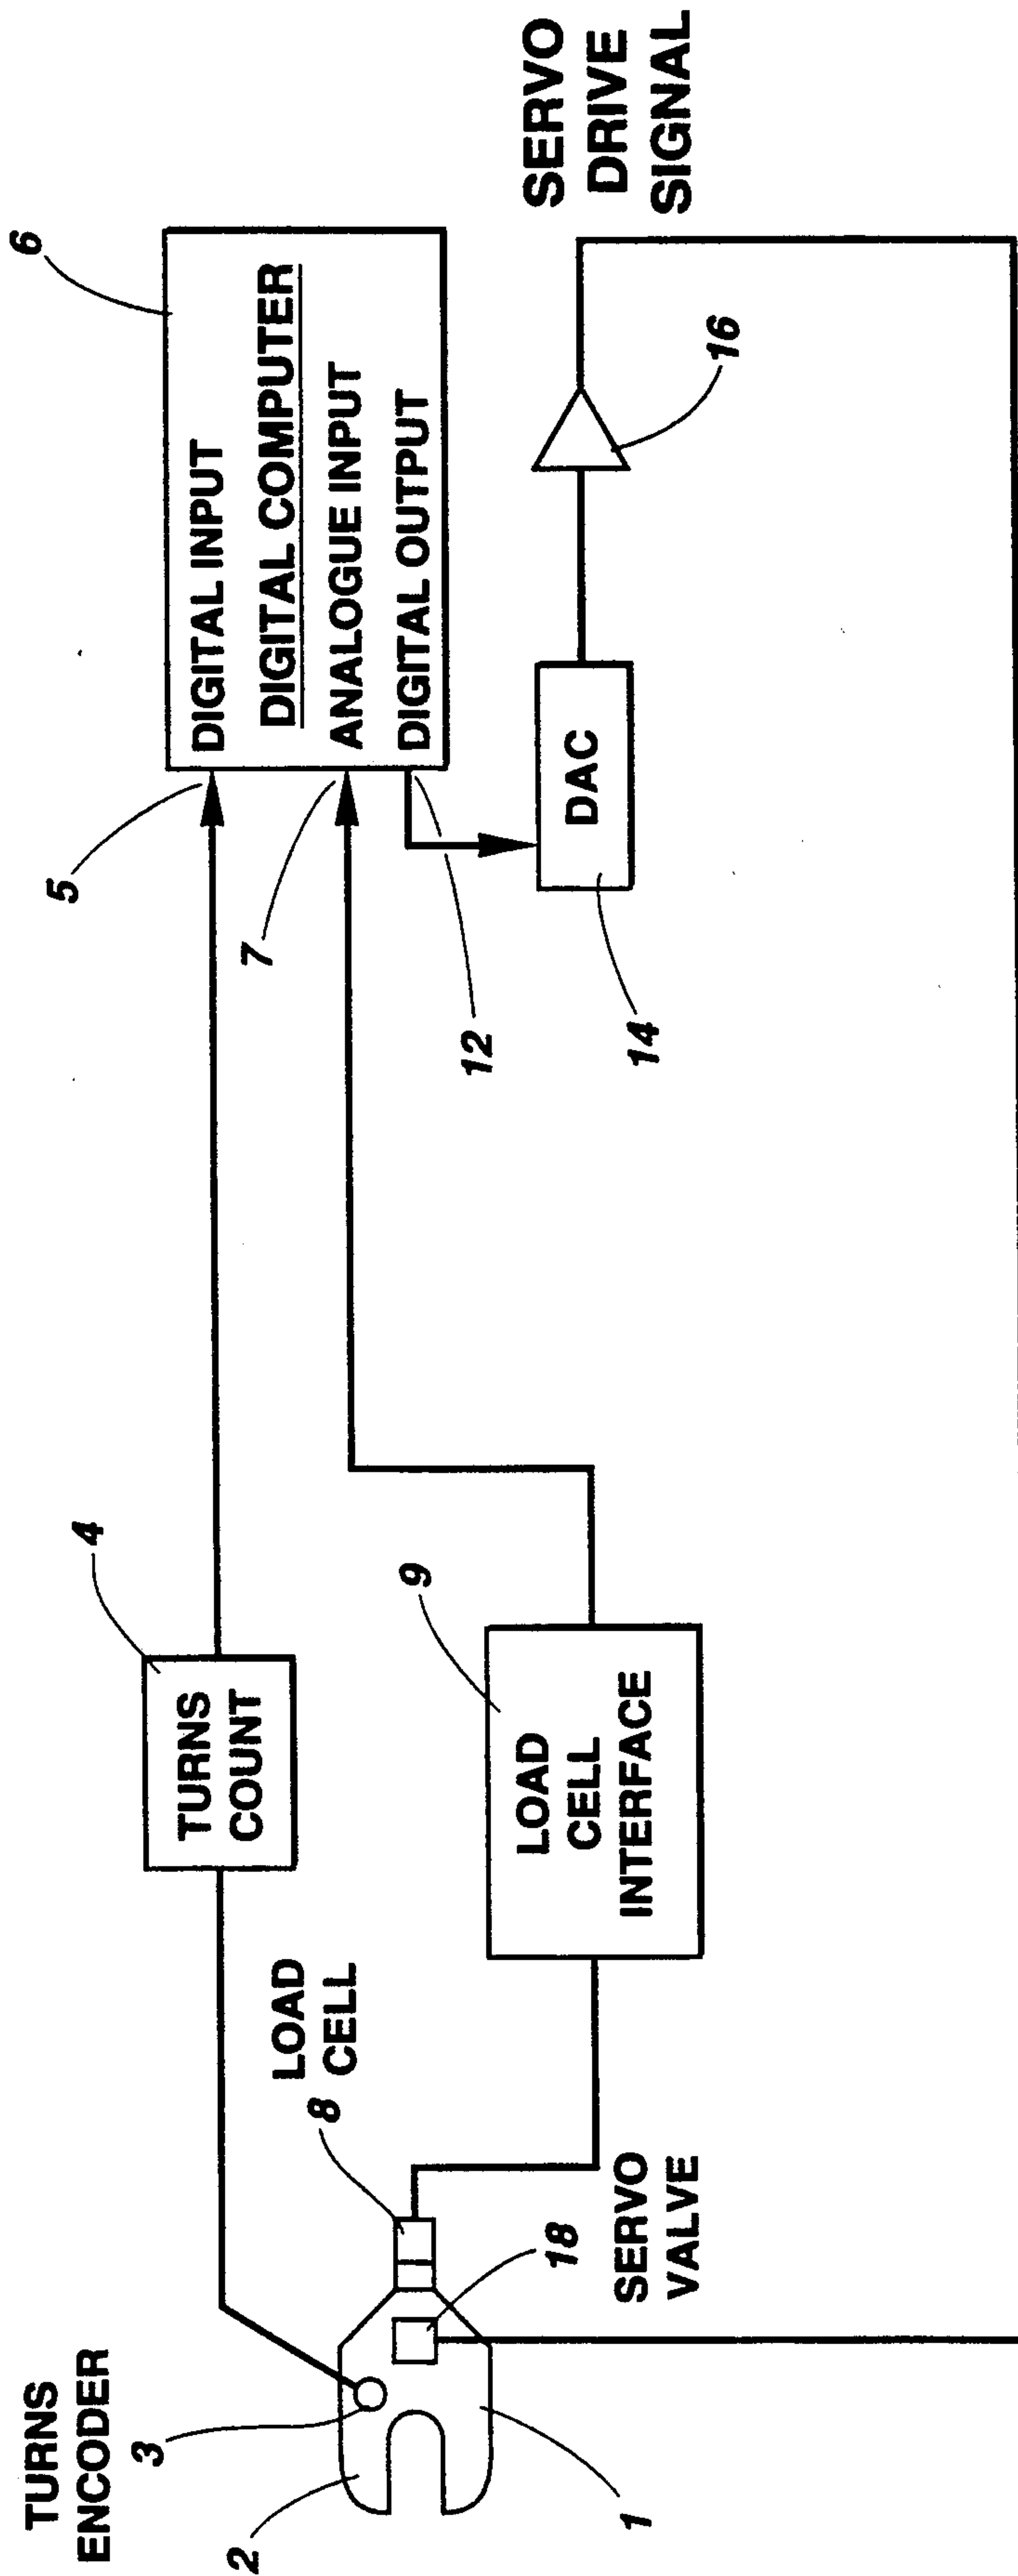 TURNS
ENCODER
2
3
1
18
SERVO
VALVE
8
LOAD
CELL
4
TURNS
COUNT
9
LOAD
CELL
INTERFACE
5
7
12
6
DIGITAL INPUT
DIGITAL COMPUTER
ANALOGUE INPUT
DIGITAL OUTPUT
DAC
14
16
SERVO
DRIVE
SIGNAL